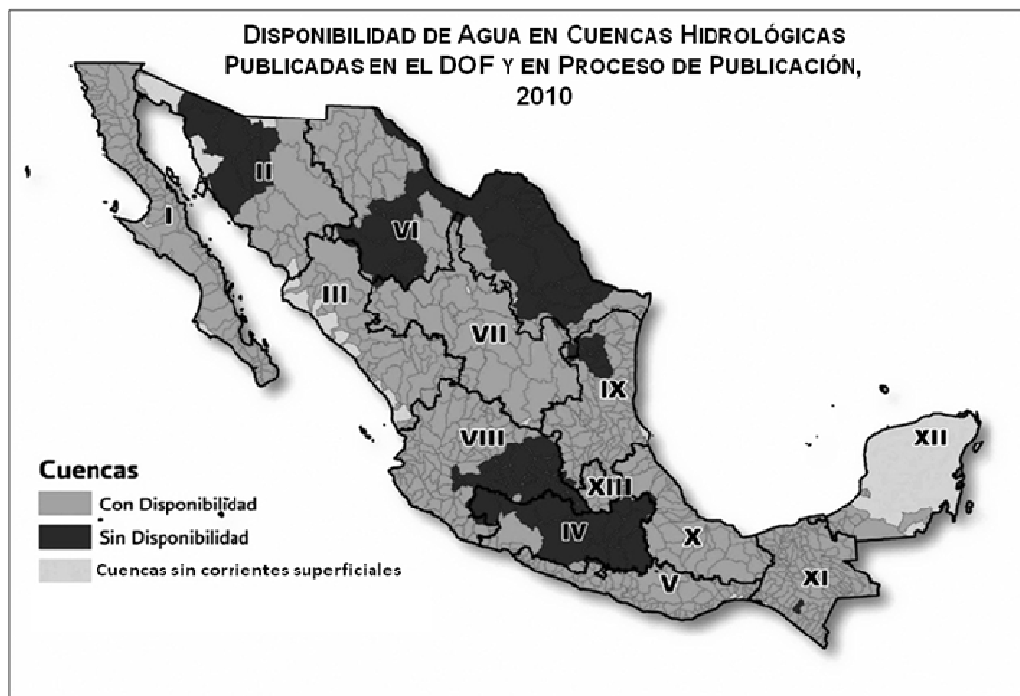 DISPONIBILIDAD DE AGUA EN CUENCAS HIDROLÓGICAS
PUBLICADAS EN EL DOF Y EN PROCESO DE PUBLICACIÓN,
2010
I
II
III
VI
VII
IX
VIII
XIII
IV
X
V
XI
XII
Cuencas
Con Disponibilidad
Sin Disponibilidad
Cuencas sin corrientes superficiales